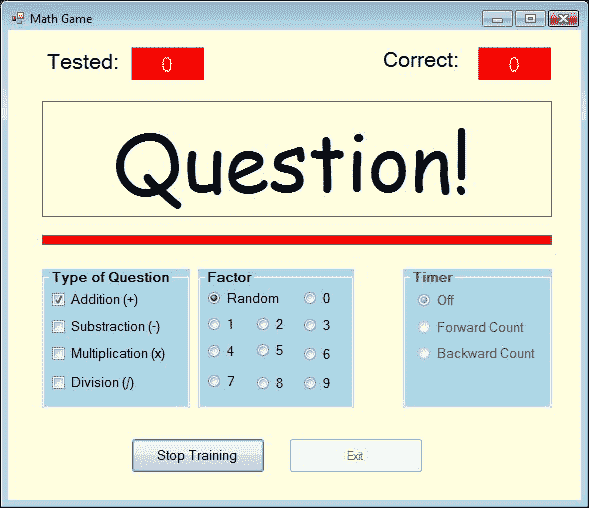 Math Game
Tested: 0 Correct: 0
Question!
Type of Question Factor Timer
Addition (+) Random 0 Off
Substraction (-) 1 2 3 Forward Count
Multiplication (x) 4 5 6 Backward Count
Division (/) 7 8 9
Stop Training Exit